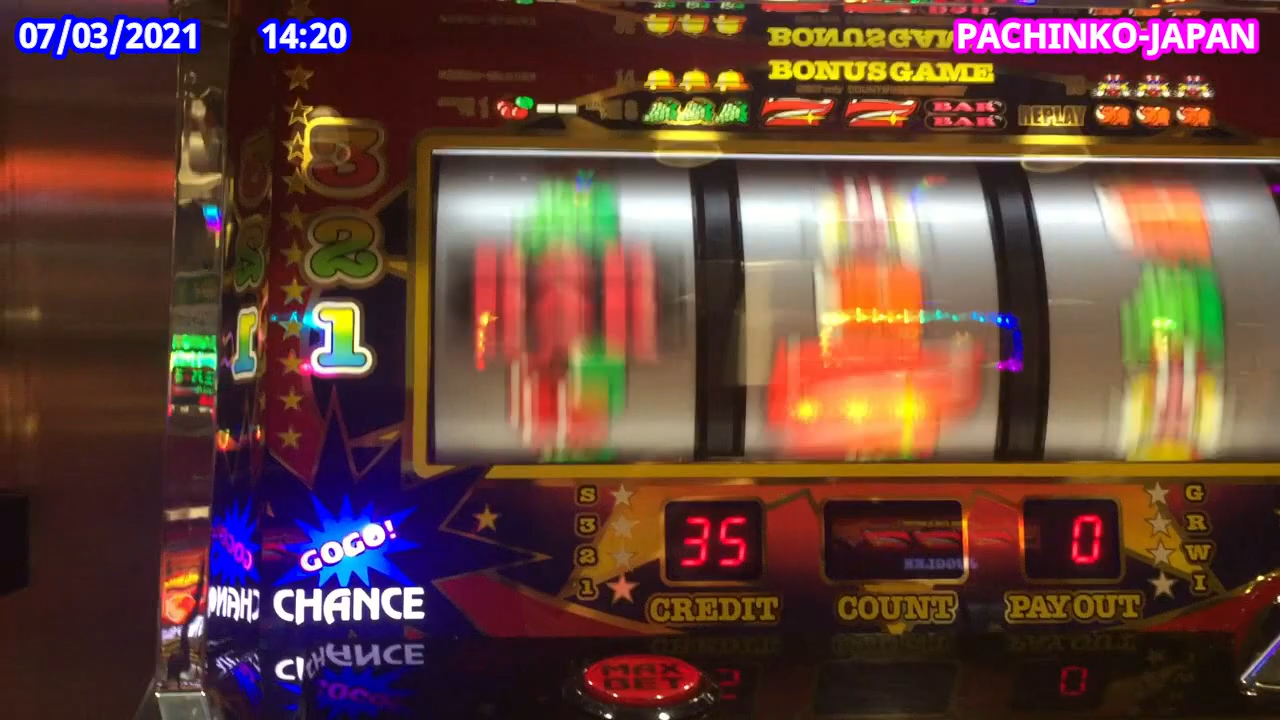 07/03/2021 14:20
PACHINKO-JAPAN
BONUS GAME
BONUS GAME
14
BAR
BAR
REPLAY
3
2
1
GOGO!
CHANCE
S
3
2
1
35
0
G
R
W
I
CREDIT
COUNT
PAYOUT
MAX
BET